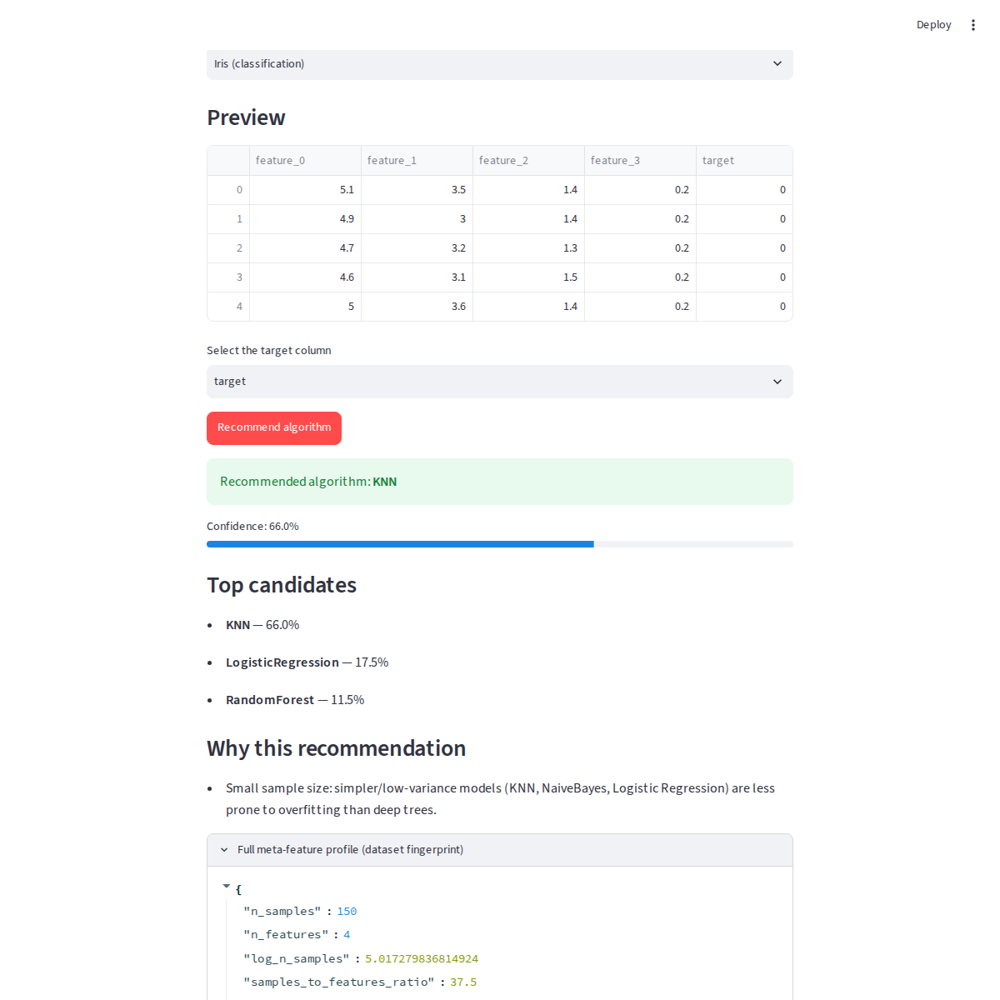 Deploy
Iris (classification)
Preview
feature_0 feature_1 feature_2 feature_3 target
0 5.1 3.5 1.4 0.2 0
1 4.9 3 1.4 0.2 0
2 4.7 3.2 1.3 0.2 0
3 4.6 3.1 1.5 0.2 0
4 5 3.6 1.4 0.2 0
Select the target column
target
Recommend algorithm
Recommended algorithm: KNN
Confidence: 66.0%
Top candidates
• KNN — 66.0%
• LogisticRegression — 17.5%
• RandomForest — 11.5%
Why this recommendation
• Small sample size: simpler/low-variance models (KNN, NaiveBayes, Logistic Regression) are less
prone to overfitting than deep trees.
Full meta-feature profile (dataset fingerprint)
{
"n_samples" : 150
"n_features" : 4
"log_n_samples" : 5.017279836814924
"samples_to_features_ratio" : 37.5